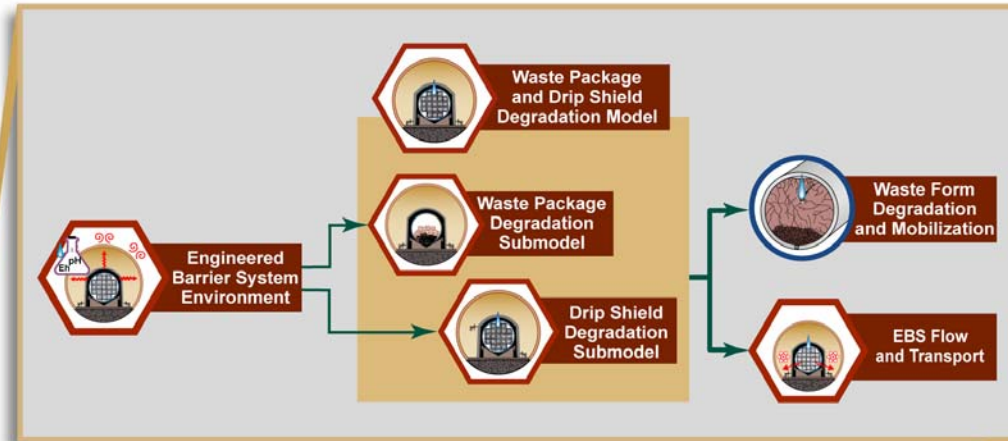 Waste Package
and Drip Shield
Degradation Model
Waste Package
Degradation
Submodel
pH
Eh
Engineered
Barrier System
Environment
Drip Shield
Degradation
Submodel
Waste Form
Degradation
and Mobilization
EBS Flow
and Transport